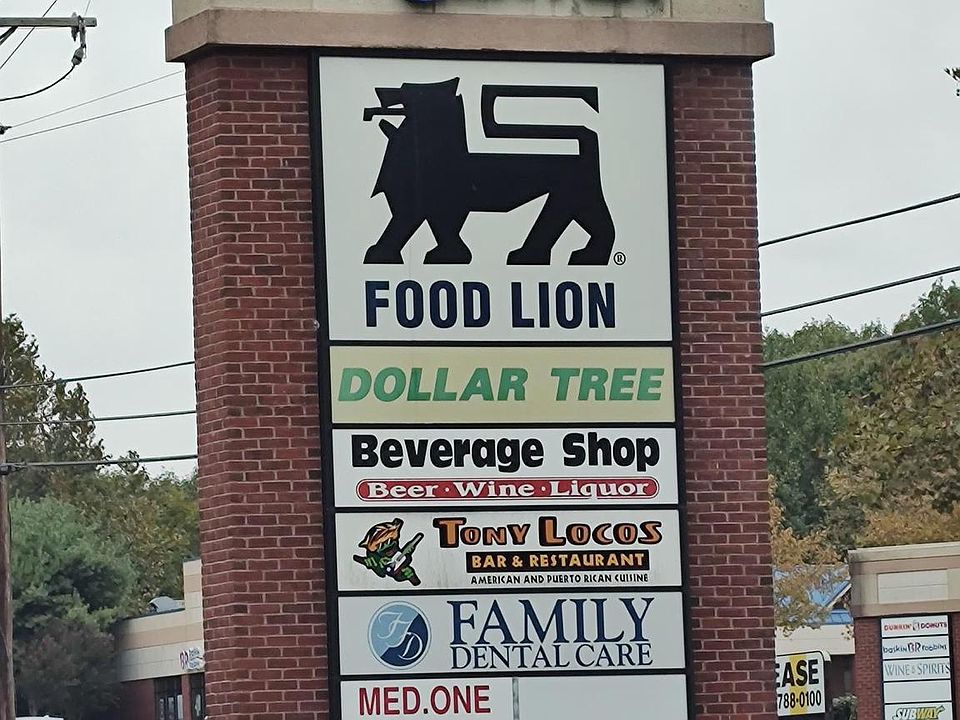 ®
FOOD LION
DOLLAR TREE
Beverage Shop
Beer · Wine · Liquor
TONY LOCOS
BAR & RESTAURANT
AMERICAN AND PUERTO RICAN CUISINE
FD
FAMILY
DENTAL CARE
MED.ONE
EASE
788-0100
DUNKIN' DONUTS
baskin BR robbins
WINE & SPIRITS
SUBWAY